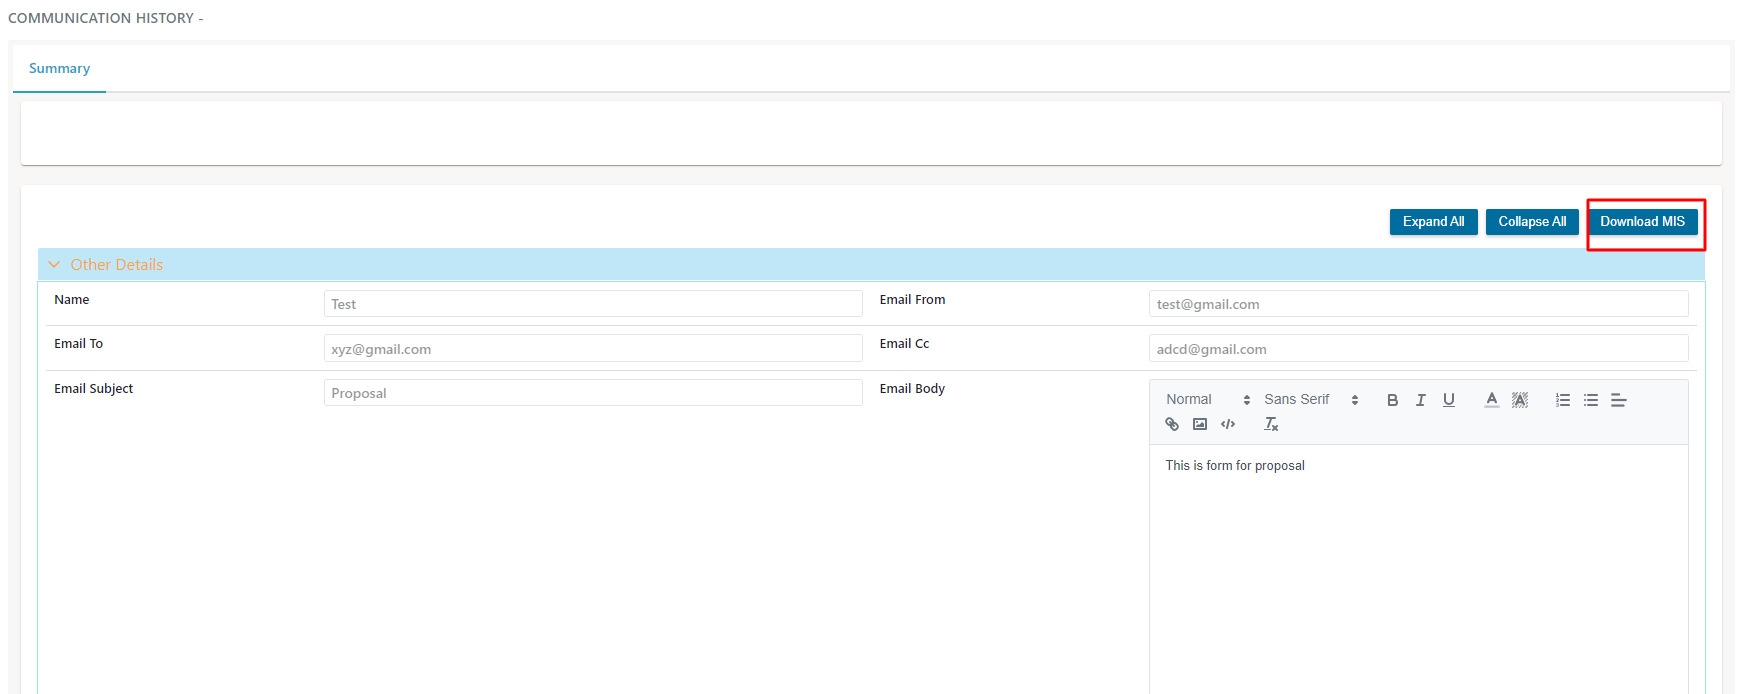 COMMUNICATION HISTORY -
Summary
Expand All Collapse All Download MIS
Other Details
Name Test Email From test@gmail.com
Email To xyz@gmail.com Email Cc adcd@gmail.com
Email Subject Proposal Email Body
Normal Sans Serif B I U A A
This is form for proposal